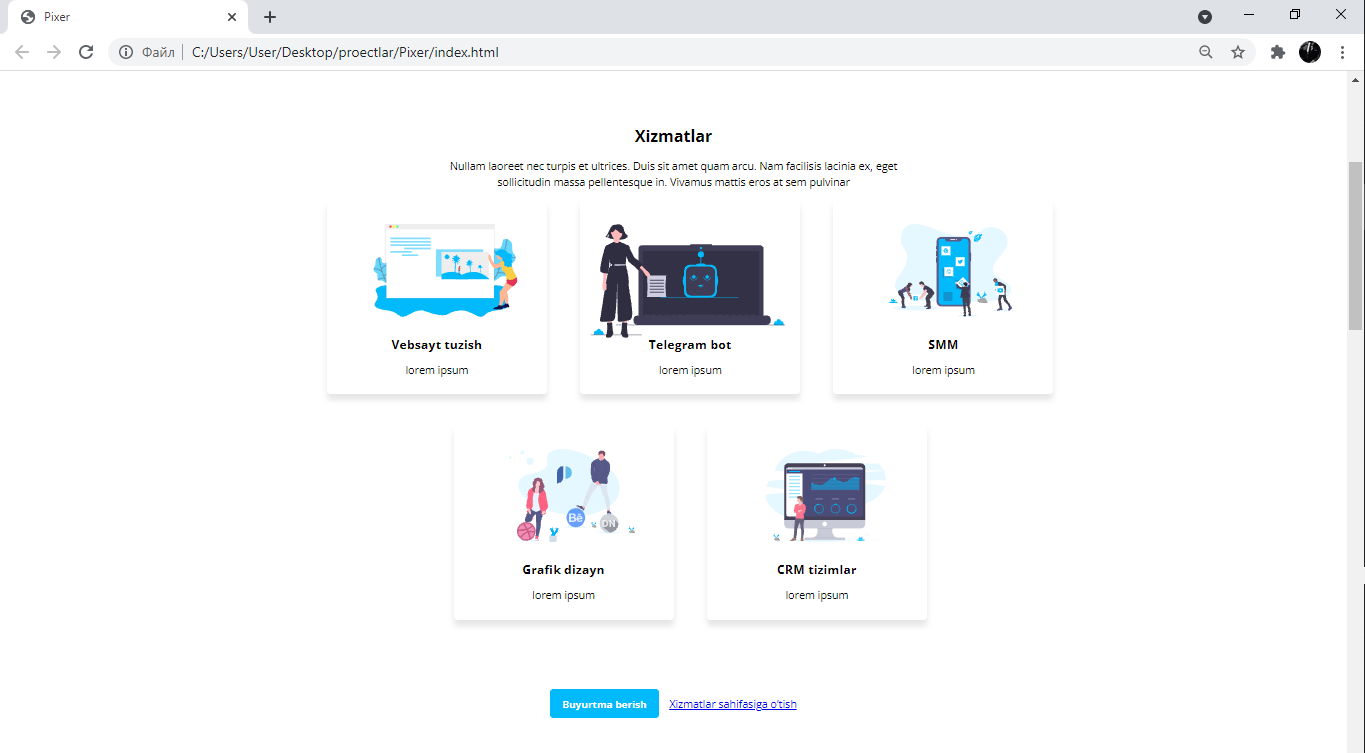 Pixer
Файл
C:/Users/User/Desktop/proectlar/Pixer/index.html
Xizmatlar
Nullam laoreet nec turpis et ultrices. Duis sit amet quam arcu. Nam facilisis lacinia ex, eget
sollicitudin massa pellentesque in. Vivamus mattis eros at sem pulvinar
Vebsayt tuzish
lorem ipsum
Telegram bot
lorem ipsum
SMM
lorem ipsum
Bē
DN
Grafik dizayn
lorem ipsum
CRM tizimlar
lorem ipsum
Buyurtma berish
Xizmatlar sahifasiga o'tish